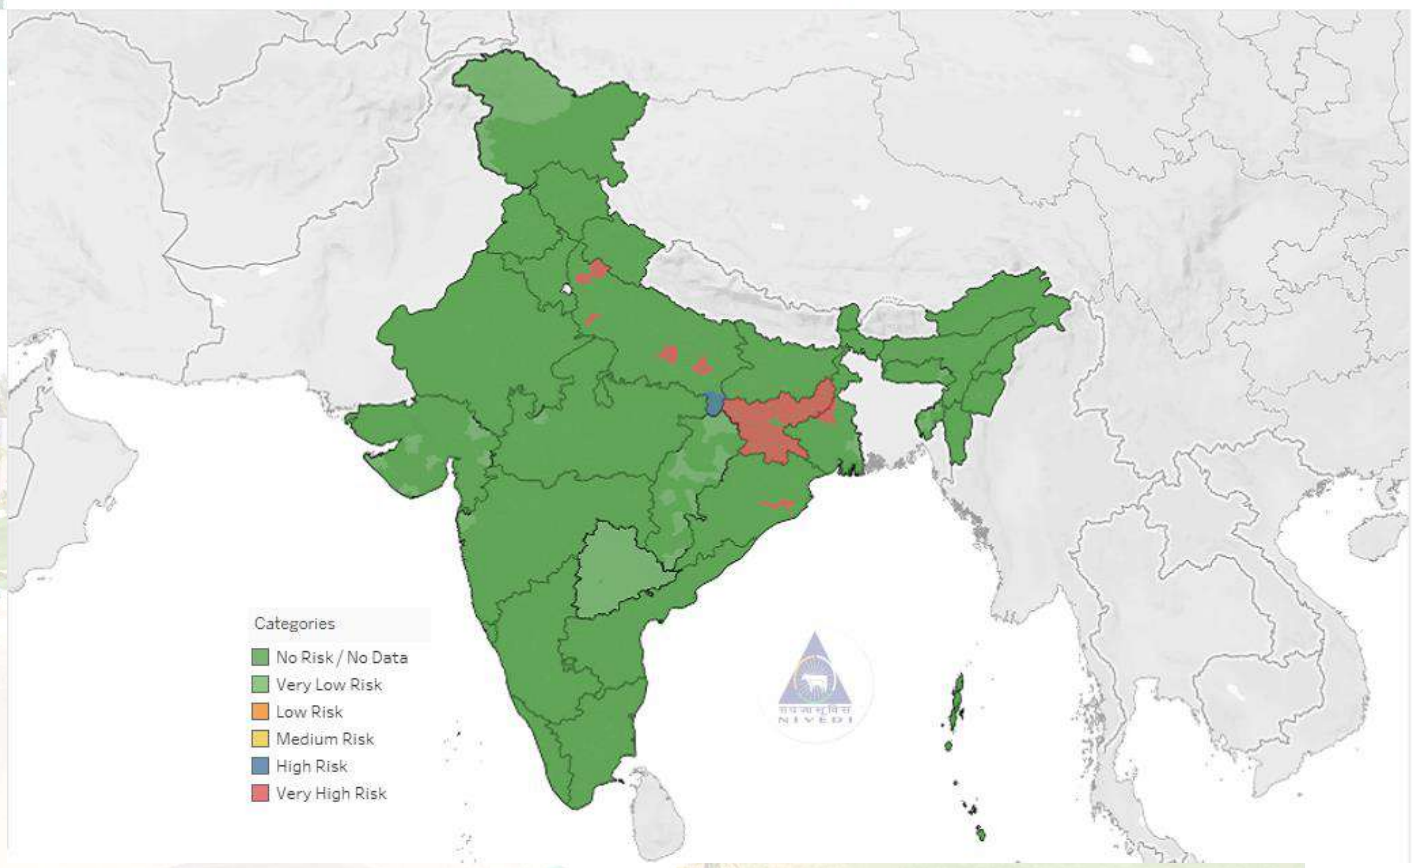 Categories
No Risk / No Data
Very Low Risk
Low Risk
Medium Risk
High Risk
Very High Risk
NIVEDI